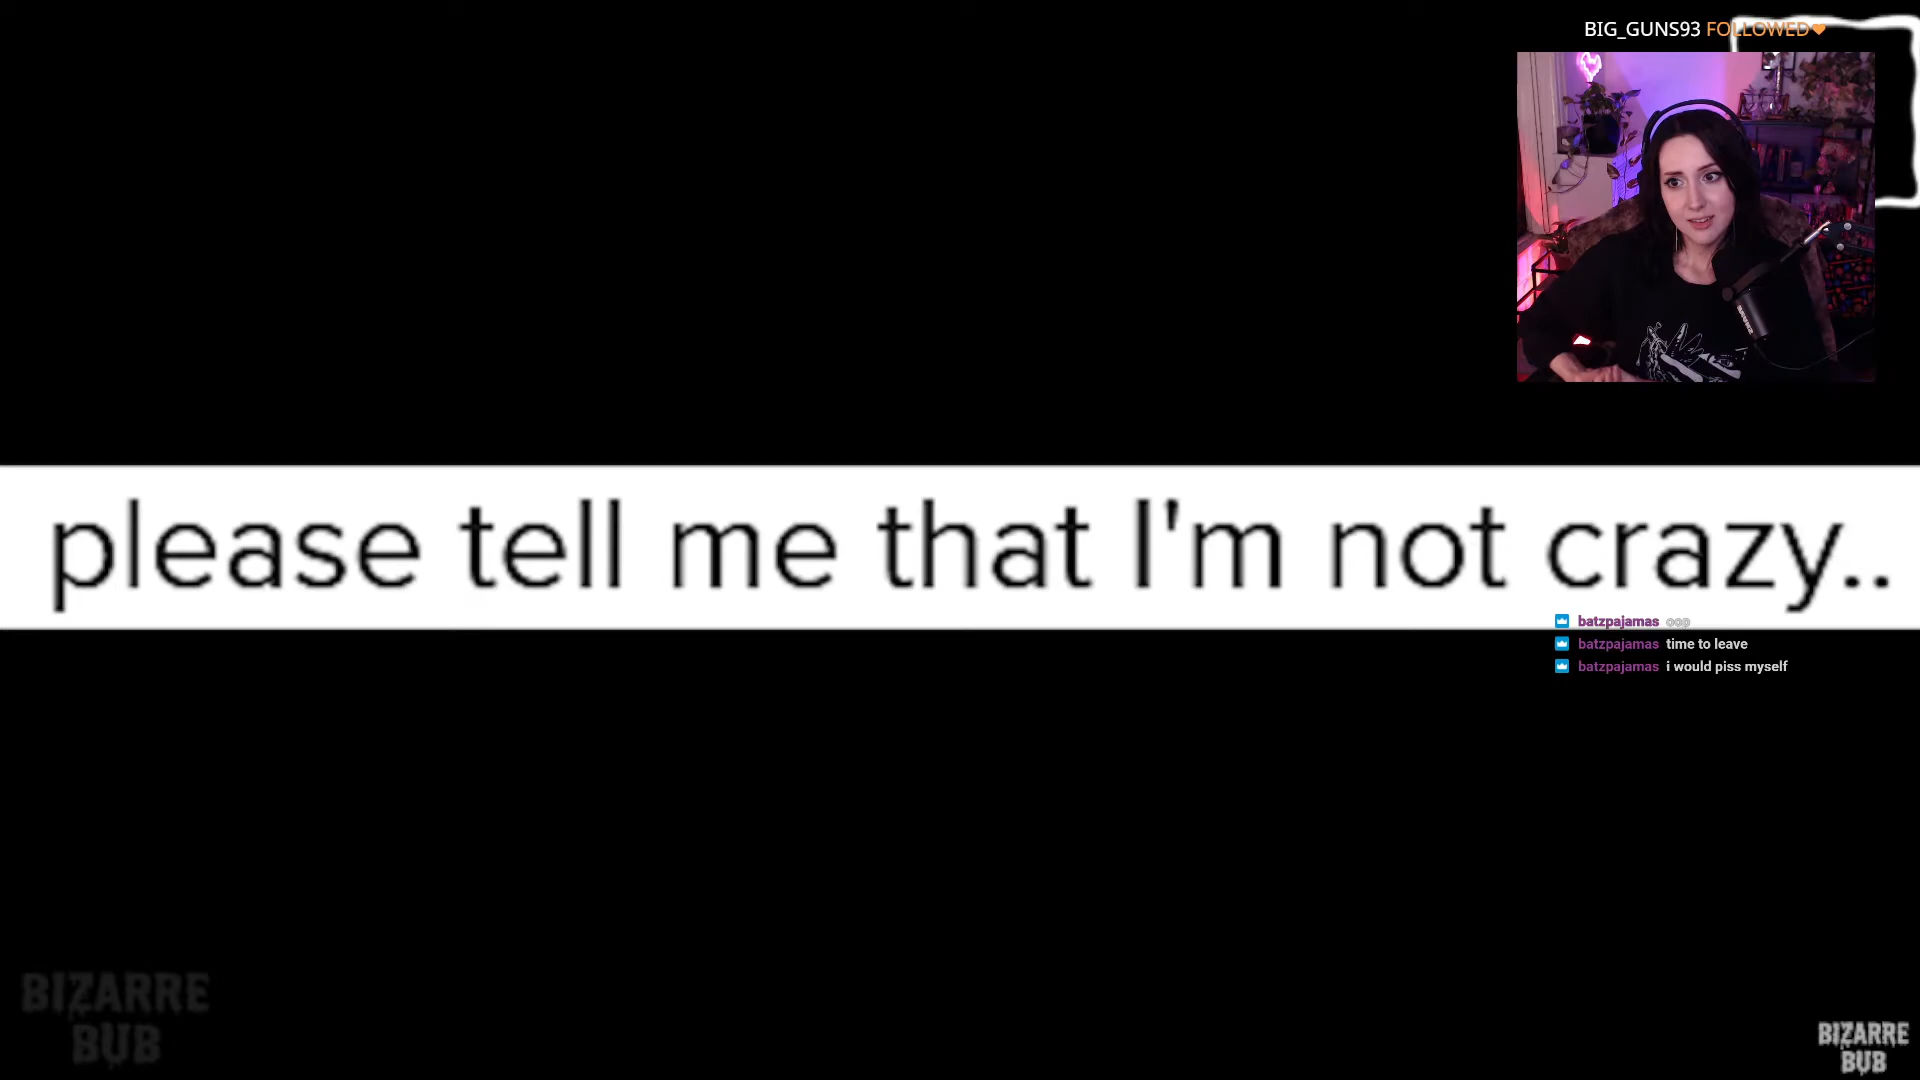 BIG_GUNS93 FOLLOWED
please tell me that I'm not crazy..
batzpajamas oop
batzpajamas time to leave
batzpajamas i would piss myself
BIZARRE
BUB
BIZARRE
BUB